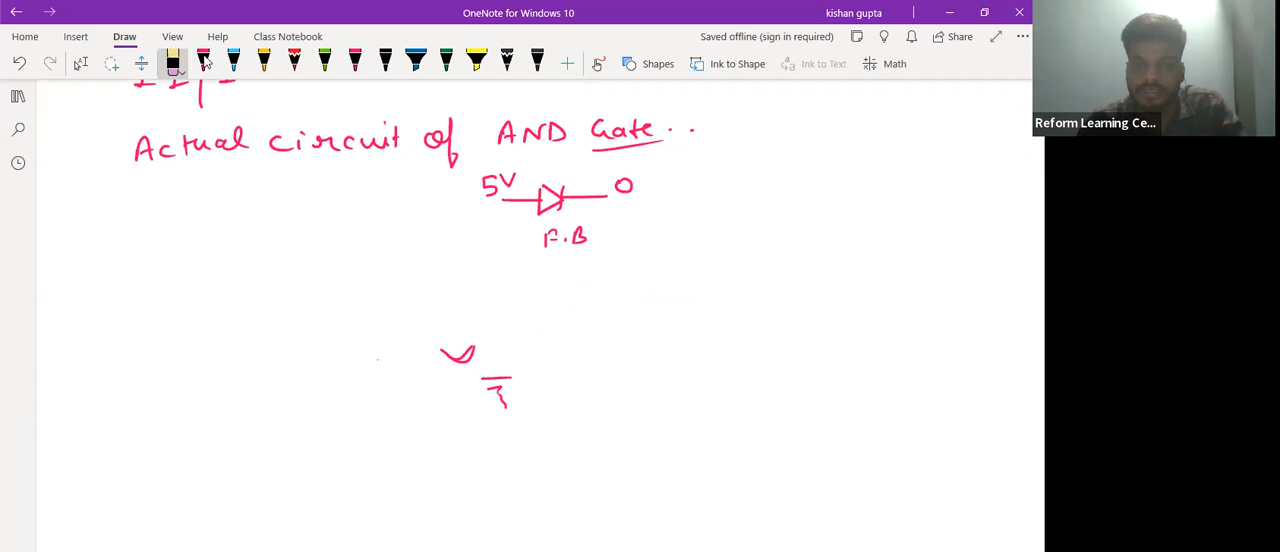 OneNote for Windows 10
kishan gupta
Home Insert Draw View Help Class Notebook
Saved offline (sign in required)
Share
Shapes
Ink to Shape
Ink to Text
Math
Reform Learning Ce...
Actual circuit of AND Gate..
5V 0
F.B